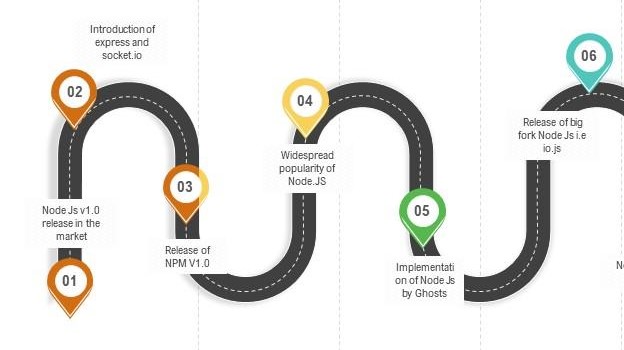 Introduction of
express and
socket.io
02
Node Js v1.0
release in the
market
01
03
Release of
NPM V1.0
04
Widespread
popularity of
Node.JS
05
Implementati
on of Node Js
by Ghosts
06
Release of big
fork Node Js i.e
io.js